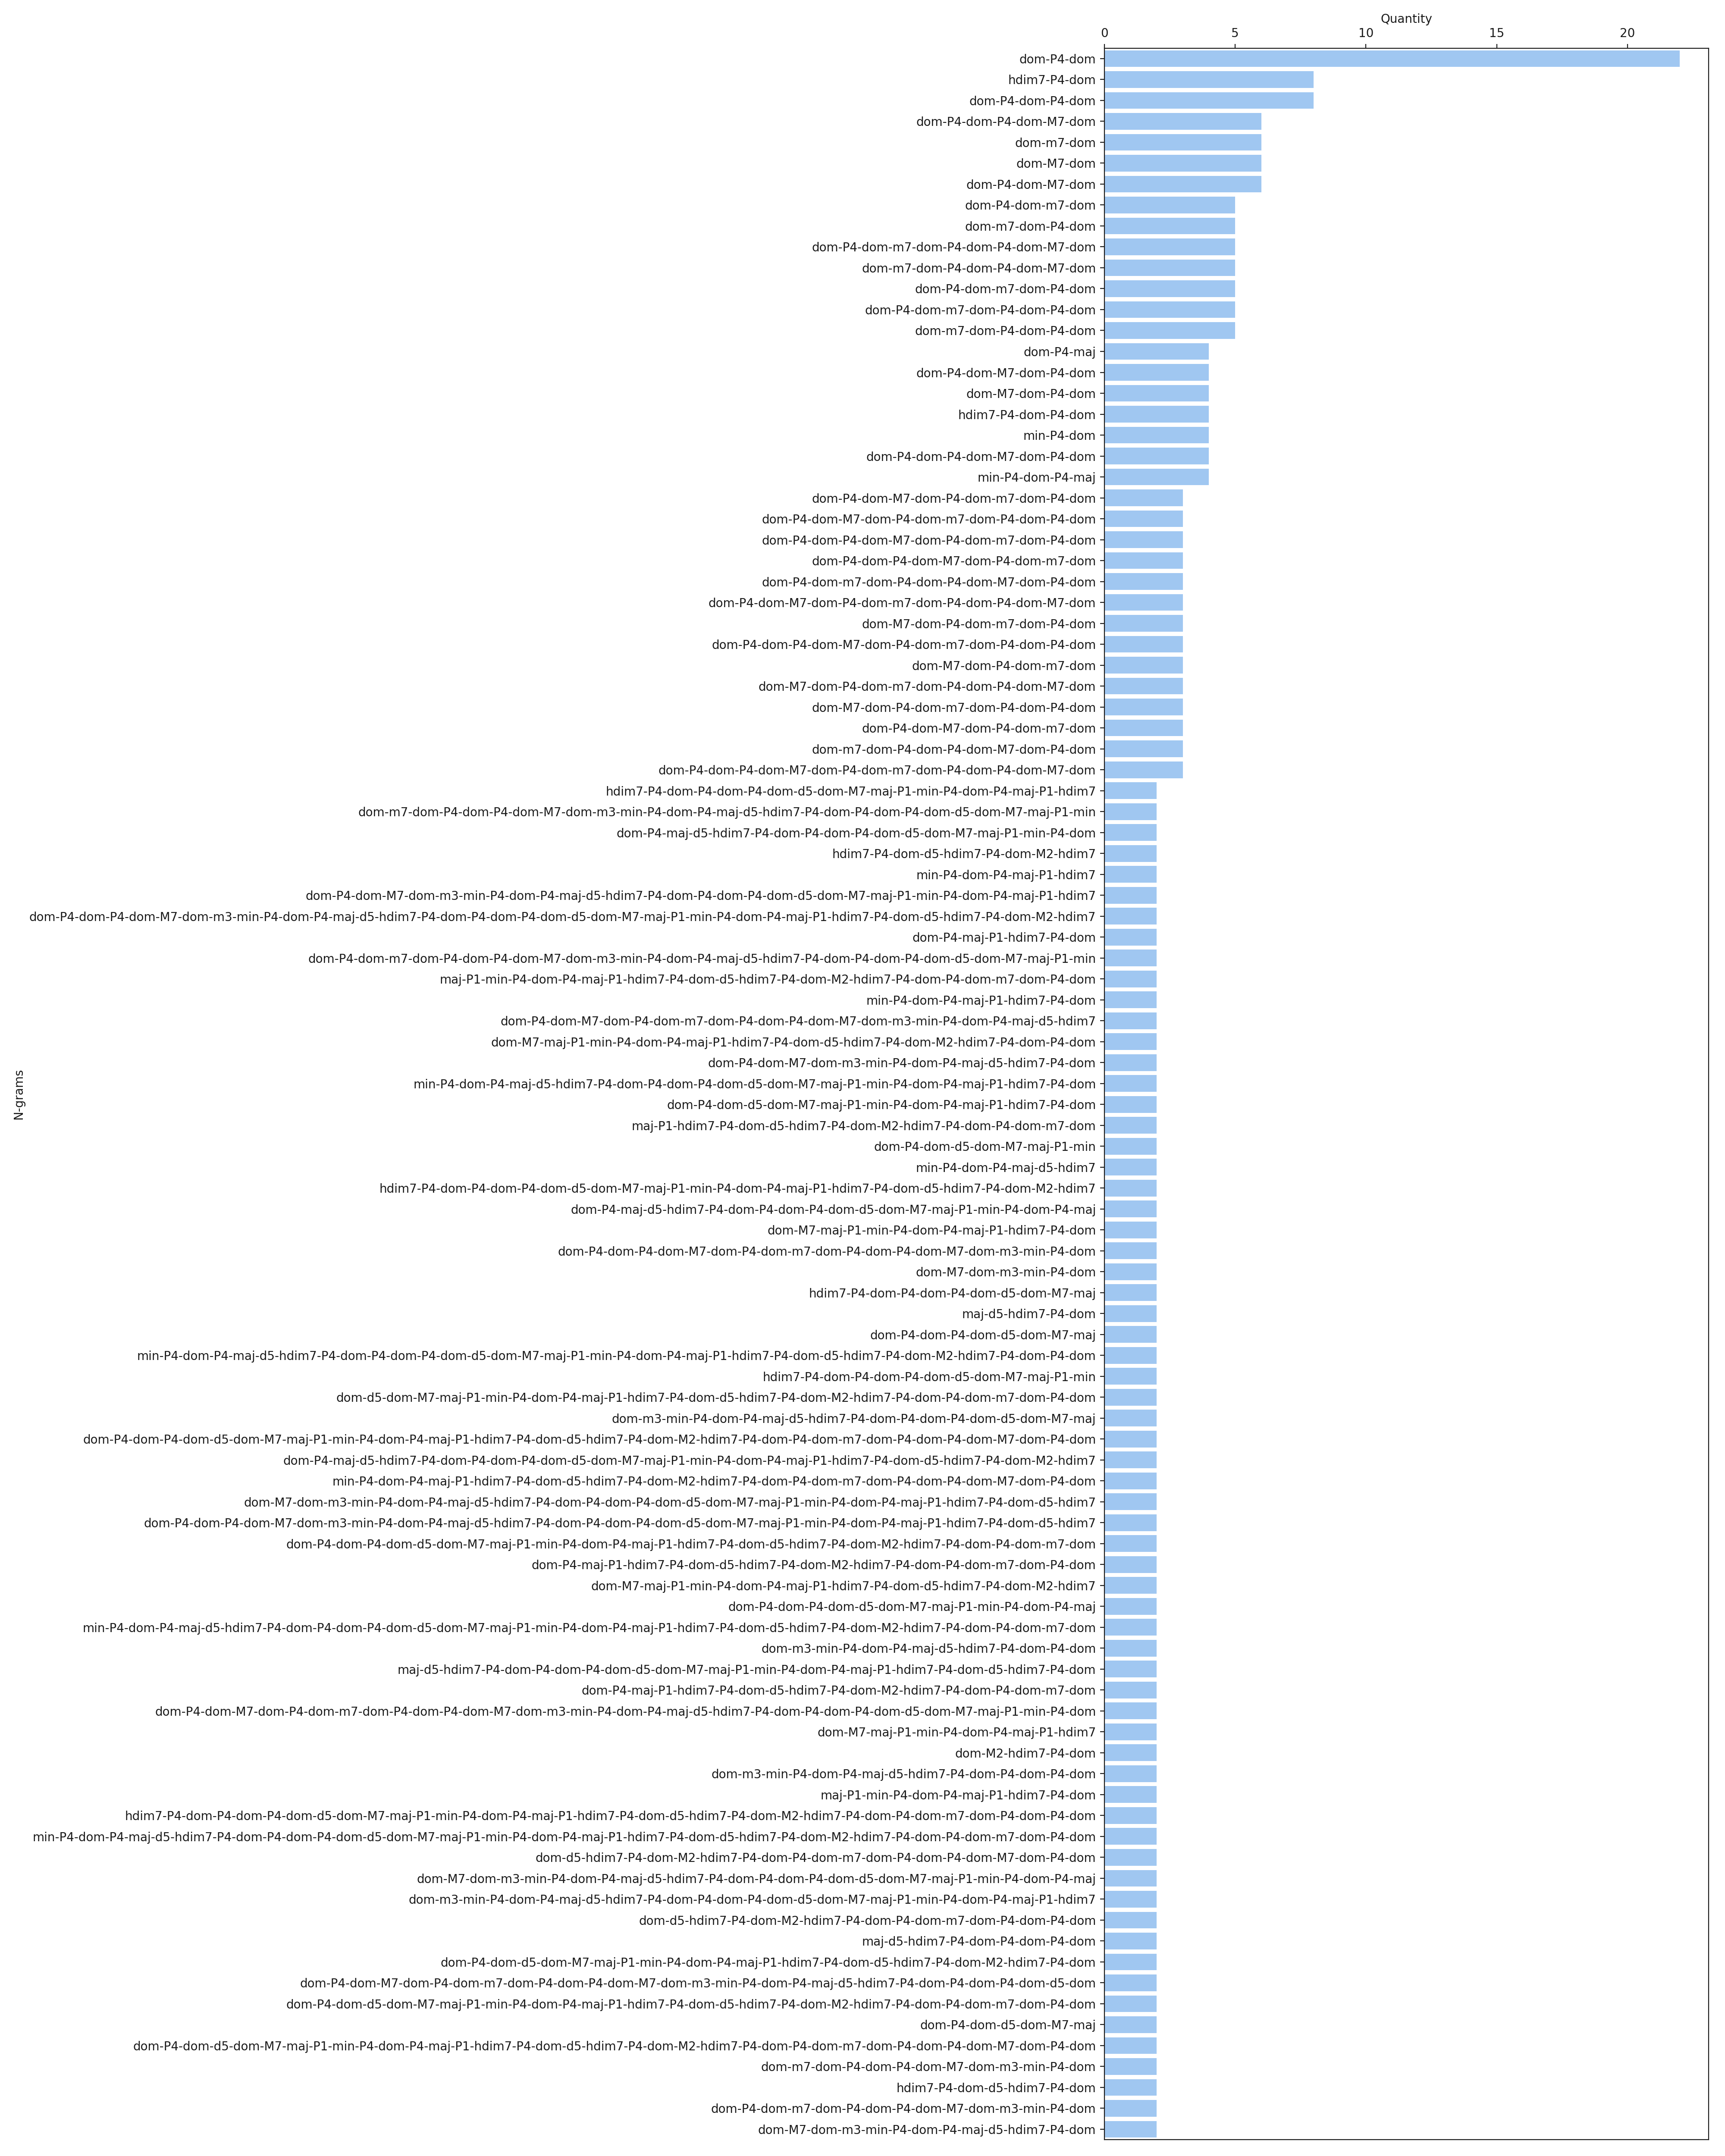 Quantity
0 5 10 15 20
dom-P4-dom
hdim7-P4-dom
dom-P4-dom-P4-dom
dom-P4-dom-P4-dom-M7-dom
dom-m7-dom
dom-M7-dom
dom-P4-dom-M7-dom
dom-P4-dom-m7-dom
dom-m7-dom-P4-dom
dom-P4-dom-m7-dom-P4-dom-P4-dom-M7-dom
dom-m7-dom-P4-dom-P4-dom-M7-dom
dom-P4-dom-m7-dom-P4-dom
dom-P4-dom-m7-dom-P4-dom-P4-dom
dom-m7-dom-P4-dom-P4-dom
dom-P4-maj
dom-P4-dom-M7-dom-P4-dom
dom-M7-dom-P4-dom
hdim7-P4-dom-P4-dom
min-P4-dom
dom-P4-dom-P4-dom-M7-dom-P4-dom
min-P4-dom-P4-maj
dom-P4-dom-M7-dom-P4-dom-m7-dom-P4-dom
dom-P4-dom-M7-dom-P4-dom-m7-dom-P4-dom-P4-dom
dom-P4-dom-P4-dom-M7-dom-P4-dom-m7-dom-P4-dom
dom-P4-dom-P4-dom-M7-dom-P4-dom-m7-dom
dom-P4-dom-m7-dom-P4-dom-P4-dom-M7-dom-P4-dom
dom-P4-dom-M7-dom-P4-dom-m7-dom-P4-dom-P4-dom-M7-dom
dom-M7-dom-P4-dom-m7-dom-P4-dom
dom-P4-dom-P4-dom-M7-dom-P4-dom-m7-dom-P4-dom-P4-dom
dom-M7-dom-P4-dom-m7-dom
dom-M7-dom-P4-dom-m7-dom-P4-dom-P4-dom-M7-dom
dom-M7-dom-P4-dom-m7-dom-P4-dom-P4-dom
dom-P4-dom-M7-dom-P4-dom-m7-dom
dom-m7-dom-P4-dom-P4-dom-M7-dom-P4-dom
dom-P4-dom-P4-dom-M7-dom-P4-dom-m7-dom-P4-dom-P4-dom-M7-dom
hdim7-P4-dom-P4-dom-P4-dom-d5-dom-M7-maj-P1-min-P4-dom-P4-maj-P1-hdim7
dom-m7-dom-P4-dom-P4-dom-M7-dom-m3-min-P4-dom-P4-maj-d5-hdim7-P4-dom-P4-dom-P4-dom-d5-dom-M7-maj-P1-min
dom-P4-maj-d5-hdim7-P4-dom-P4-dom-P4-dom-d5-dom-M7-maj-P1-min-P4-dom
hdim7-P4-dom-d5-hdim7-P4-dom-M2-hdim7
min-P4-dom-P4-maj-P1-hdim7
dom-P4-dom-M7-dom-m3-min-P4-dom-P4-maj-d5-hdim7-P4-dom-P4-dom-P4-dom-d5-dom-M7-maj-P1-min-P4-dom-P4-maj-P1-hdim7
dom-P4-dom-P4-dom-M7-dom-m3-min-P4-dom-P4-maj-d5-hdim7-P4-dom-P4-dom-P4-dom-d5-dom-M7-maj-P1-min-P4-dom-P4-maj-P1-hdim7-P4-dom-d5-hdim7-P4-dom-M2-hdim7
dom-P4-maj-P1-hdim7-P4-dom
dom-P4-dom-m7-dom-P4-dom-P4-dom-M7-dom-m3-min-P4-dom-P4-maj-d5-hdim7-P4-dom-P4-dom-P4-dom-d5-dom-M7-maj-P1-min
maj-P1-min-P4-dom-P4-maj-P1-hdim7-P4-dom-d5-hdim7-P4-dom-M2-hdim7-P4-dom-P4-dom-m7-dom-P4-dom
min-P4-dom-P4-maj-P1-hdim7-P4-dom
dom-P4-dom-M7-dom-P4-dom-m7-dom-P4-dom-P4-dom-M7-dom-m3-min-P4-dom-P4-maj-d5-hdim7
dom-M7-maj-P1-min-P4-dom-P4-maj-P1-hdim7-P4-dom-d5-hdim7-P4-dom-M2-hdim7-P4-dom-P4-dom
dom-P4-dom-M7-dom-m3-min-P4-dom-P4-maj-d5-hdim7-P4-dom
min-P4-dom-P4-maj-d5-hdim7-P4-dom-P4-dom-P4-dom-d5-dom-M7-maj-P1-min-P4-dom-P4-maj-P1-hdim7-P4-dom
dom-P4-dom-d5-dom-M7-maj-P1-min-P4-dom-P4-maj-P1-hdim7-P4-dom
N-grams
maj-P1-hdim7-P4-dom-d5-hdim7-P4-dom-M2-hdim7-P4-dom-P4-dom-m7-dom
dom-P4-dom-d5-dom-M7-maj-P1-min
min-P4-dom-P4-maj-d5-hdim7
hdim7-P4-dom-P4-dom-P4-dom-d5-dom-M7-maj-P1-min-P4-dom-P4-maj-P1-hdim7-P4-dom-d5-hdim7-P4-dom-M2-hdim7
dom-P4-maj-d5-hdim7-P4-dom-P4-dom-P4-dom-d5-dom-M7-maj-P1-min-P4-dom-P4-maj
dom-M7-maj-P1-min-P4-dom-P4-maj-P1-hdim7-P4-dom
dom-P4-dom-P4-dom-M7-dom-P4-dom-m7-dom-P4-dom-P4-dom-M7-dom-m3-min-P4-dom
dom-M7-dom-m3-min-P4-dom
hdim7-P4-dom-P4-dom-P4-dom-d5-dom-M7-maj
maj-d5-hdim7-P4-dom
dom-P4-dom-P4-dom-d5-dom-M7-maj
min-P4-dom-P4-maj-d5-hdim7-P4-dom-P4-dom-P4-dom-d5-dom-M7-maj-P1-min-P4-dom-P4-maj-P1-hdim7-P4-dom-d5-hdim7-P4-dom-M2-hdim7-P4-dom-P4-dom
hdim7-P4-dom-P4-dom-P4-dom-d5-dom-M7-maj-P1-min
dom-d5-dom-M7-maj-P1-min-P4-dom-P4-maj-P1-hdim7-P4-dom-d5-hdim7-P4-dom-M2-hdim7-P4-dom-P4-dom-m7-dom-P4-dom
dom-m3-min-P4-dom-P4-maj-d5-hdim7-P4-dom-P4-dom-P4-dom-d5-dom-M7-maj
dom-P4-dom-P4-dom-d5-dom-M7-maj-P1-min-P4-dom-P4-maj-P1-hdim7-P4-dom-d5-hdim7-P4-dom-M2-hdim7-P4-dom-P4-dom-m7-dom-P4-dom-P4-dom-M7-dom-P4-dom
dom-P4-maj-d5-hdim7-P4-dom-P4-dom-P4-dom-d5-dom-M7-maj-P1-min-P4-dom-P4-maj-P1-hdim7-P4-dom-d5-hdim7-P4-dom-M2-hdim7
min-P4-dom-P4-maj-P1-hdim7-P4-dom-d5-hdim7-P4-dom-M2-hdim7-P4-dom-P4-dom-m7-dom-P4-dom-P4-dom-M7-dom-P4-dom
dom-M7-dom-m3-min-P4-dom-P4-maj-d5-hdim7-P4-dom-P4-dom-P4-dom-d5-dom-M7-maj-P1-min-P4-dom-P4-maj-P1-hdim7-P4-dom-d5-hdim7
dom-P4-dom-P4-dom-M7-dom-m3-min-P4-dom-P4-maj-d5-hdim7-P4-dom-P4-dom-P4-dom-d5-dom-M7-maj-P1-min-P4-dom-P4-maj-P1-hdim7-P4-dom-d5-hdim7
dom-P4-dom-P4-dom-d5-dom-M7-maj-P1-min-P4-dom-P4-maj-P1-hdim7-P4-dom-d5-hdim7-P4-dom-M2-hdim7-P4-dom-P4-dom-m7-dom
dom-P4-maj-P1-hdim7-P4-dom-d5-hdim7-P4-dom-M2-hdim7-P4-dom-P4-dom-m7-dom-P4-dom
dom-M7-maj-P1-min-P4-dom-P4-maj-P1-hdim7-P4-dom-d5-hdim7-P4-dom-M2-hdim7
dom-P4-dom-P4-dom-d5-dom-M7-maj-P1-min-P4-dom-P4-maj
min-P4-dom-P4-maj-d5-hdim7-P4-dom-P4-dom-P4-dom-d5-dom-M7-maj-P1-min-P4-dom-P4-maj-P1-hdim7-P4-dom-d5-hdim7-P4-dom-M2-hdim7-P4-dom-P4-dom-m7-dom
dom-m3-min-P4-dom-P4-maj-d5-hdim7-P4-dom-P4-dom
maj-d5-hdim7-P4-dom-P4-dom-P4-dom-d5-dom-M7-maj-P1-min-P4-dom-P4-maj-P1-hdim7-P4-dom-d5-hdim7-P4-dom
dom-P4-maj-P1-hdim7-P4-dom-d5-hdim7-P4-dom-M2-hdim7-P4-dom-P4-dom-m7-dom
dom-P4-dom-M7-dom-P4-dom-m7-dom-P4-dom-P4-dom-M7-dom-m3-min-P4-dom-P4-maj-d5-hdim7-P4-dom-P4-dom-P4-dom-d5-dom-M7-maj-P1-min-P4-dom
dom-M7-maj-P1-min-P4-dom-P4-maj-P1-hdim7
dom-M2-hdim7-P4-dom
dom-m3-min-P4-dom-P4-maj-d5-hdim7-P4-dom-P4-dom-P4-dom
maj-P1-min-P4-dom-P4-maj-P1-hdim7-P4-dom
hdim7-P4-dom-P4-dom-P4-dom-d5-dom-M7-maj-P1-min-P4-dom-P4-maj-P1-hdim7-P4-dom-d5-hdim7-P4-dom-M2-hdim7-P4-dom-P4-dom-m7-dom-P4-dom-P4-dom
min-P4-dom-P4-maj-d5-hdim7-P4-dom-P4-dom-P4-dom-d5-dom-M7-maj-P1-min-P4-dom-P4-maj-P1-hdim7-P4-dom-d5-hdim7-P4-dom-M2-hdim7-P4-dom-P4-dom-m7-dom-P4-dom
dom-d5-hdim7-P4-dom-M2-hdim7-P4-dom-P4-dom-m7-dom-P4-dom-P4-dom-M7-dom-P4-dom
dom-M7-dom-m3-min-P4-dom-P4-maj-d5-hdim7-P4-dom-P4-dom-P4-dom-d5-dom-M7-maj-P1-min-P4-dom-P4-maj
dom-m3-min-P4-dom-P4-maj-d5-hdim7-P4-dom-P4-dom-P4-dom-d5-dom-M7-maj-P1-min-P4-dom-P4-maj-P1-hdim7
dom-d5-hdim7-P4-dom-M2-hdim7-P4-dom-P4-dom-m7-dom-P4-dom-P4-dom
maj-d5-hdim7-P4-dom-P4-dom-P4-dom
dom-P4-dom-d5-dom-M7-maj-P1-min-P4-dom-P4-maj-P1-hdim7-P4-dom-d5-hdim7-P4-dom-M2-hdim7-P4-dom
dom-P4-dom-M7-dom-P4-dom-m7-dom-P4-dom-P4-dom-M7-dom-m3-min-P4-dom-P4-maj-d5-hdim7-P4-dom-P4-dom-P4-dom-d5-dom
dom-P4-dom-d5-dom-M7-maj-P1-min-P4-dom-P4-maj-P1-hdim7-P4-dom-d5-hdim7-P4-dom-M2-hdim7-P4-dom-P4-dom-m7-dom-P4-dom
dom-P4-dom-d5-dom-M7-maj
dom-P4-dom-d5-dom-M7-maj-P1-min-P4-dom-P4-maj-P1-hdim7-P4-dom-d5-hdim7-P4-dom-M2-hdim7-P4-dom-P4-dom-m7-dom-P4-dom-P4-dom-M7-dom-P4-dom
dom-m7-dom-P4-dom-P4-dom-M7-dom-m3-min-P4-dom
hdim7-P4-dom-d5-hdim7-P4-dom
dom-P4-dom-m7-dom-P4-dom-P4-dom-M7-dom-m3-min-P4-dom
dom-M7-dom-m3-min-P4-dom-P4-maj-d5-hdim7-P4-dom